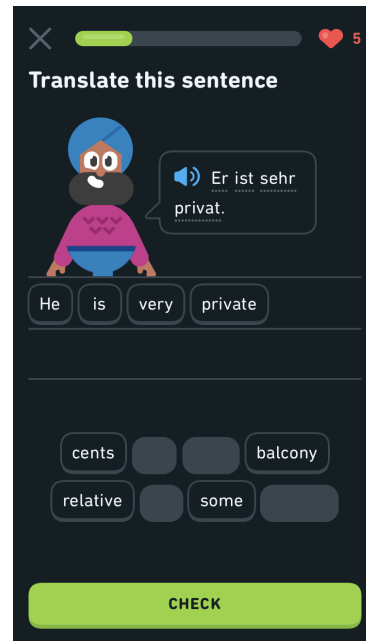 5
Translate this sentence
Er ist sehr
privat.
He is very private
cents balcony
relative some
CHECK